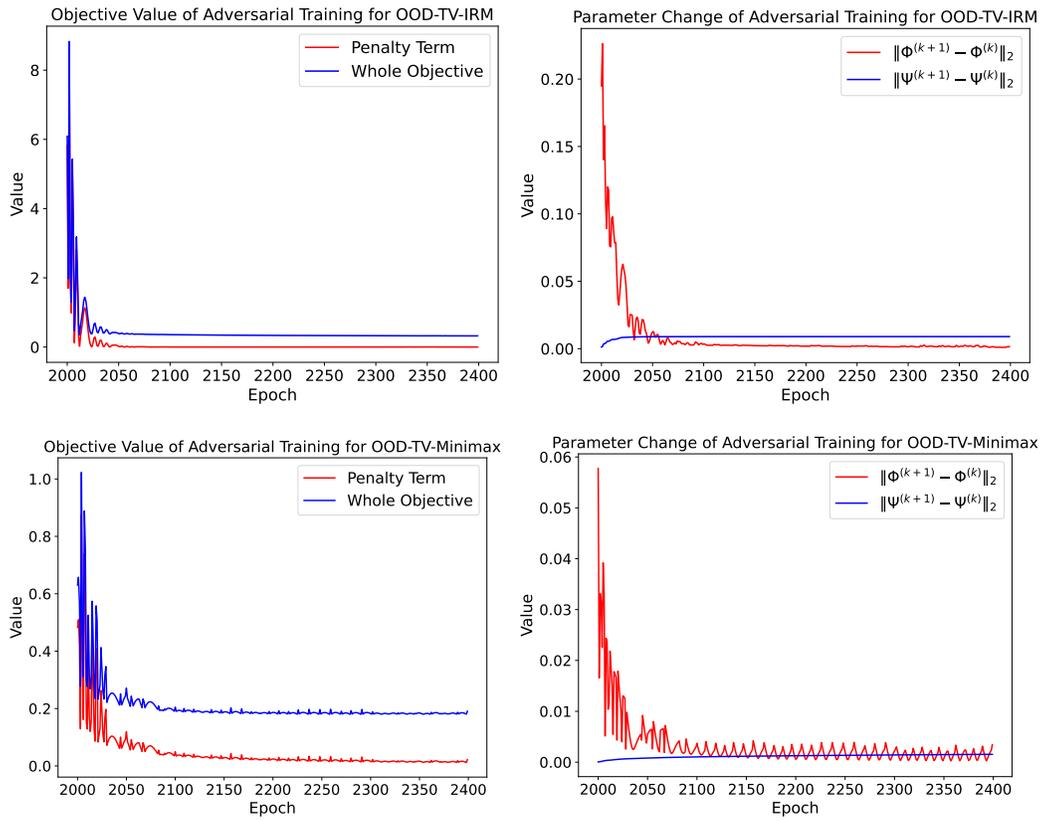 Objective Value of Adversarial Training for OOD-TV-IRM
Penalty Term
Whole Objective
8
6
4
2
0
Value
2000 2050 2100 2150 2200 2250 2300 2350 2400
Epoch
Parameter Change of Adversarial Training for OOD-TV-IRM
‖Φ^(k+1) − Φ^(k)‖₂
‖Ψ^(k+1) − Ψ^(k)‖₂
0.20
0.15
0.10
0.05
0.00
Value
2000 2050 2100 2150 2200 2250 2300 2350 2400
Epoch
Objective Value of Adversarial Training for OOD-TV-Minimax
Penalty Term
Whole Objective
1.0
0.8
0.6
0.4
0.2
0.0
Value
2000 2050 2100 2150 2200 2250 2300 2350 2400
Epoch
Parameter Change of Adversarial Training for OOD-TV-Minimax
‖Φ^(k+1) − Φ^(k)‖₂
‖Ψ^(k+1) − Ψ^(k)‖₂
0.06
0.05
0.04
0.03
0.02
0.01
0.00
Value
2000 2050 2100 2150 2200 2250 2300 2350 2400
Epoch